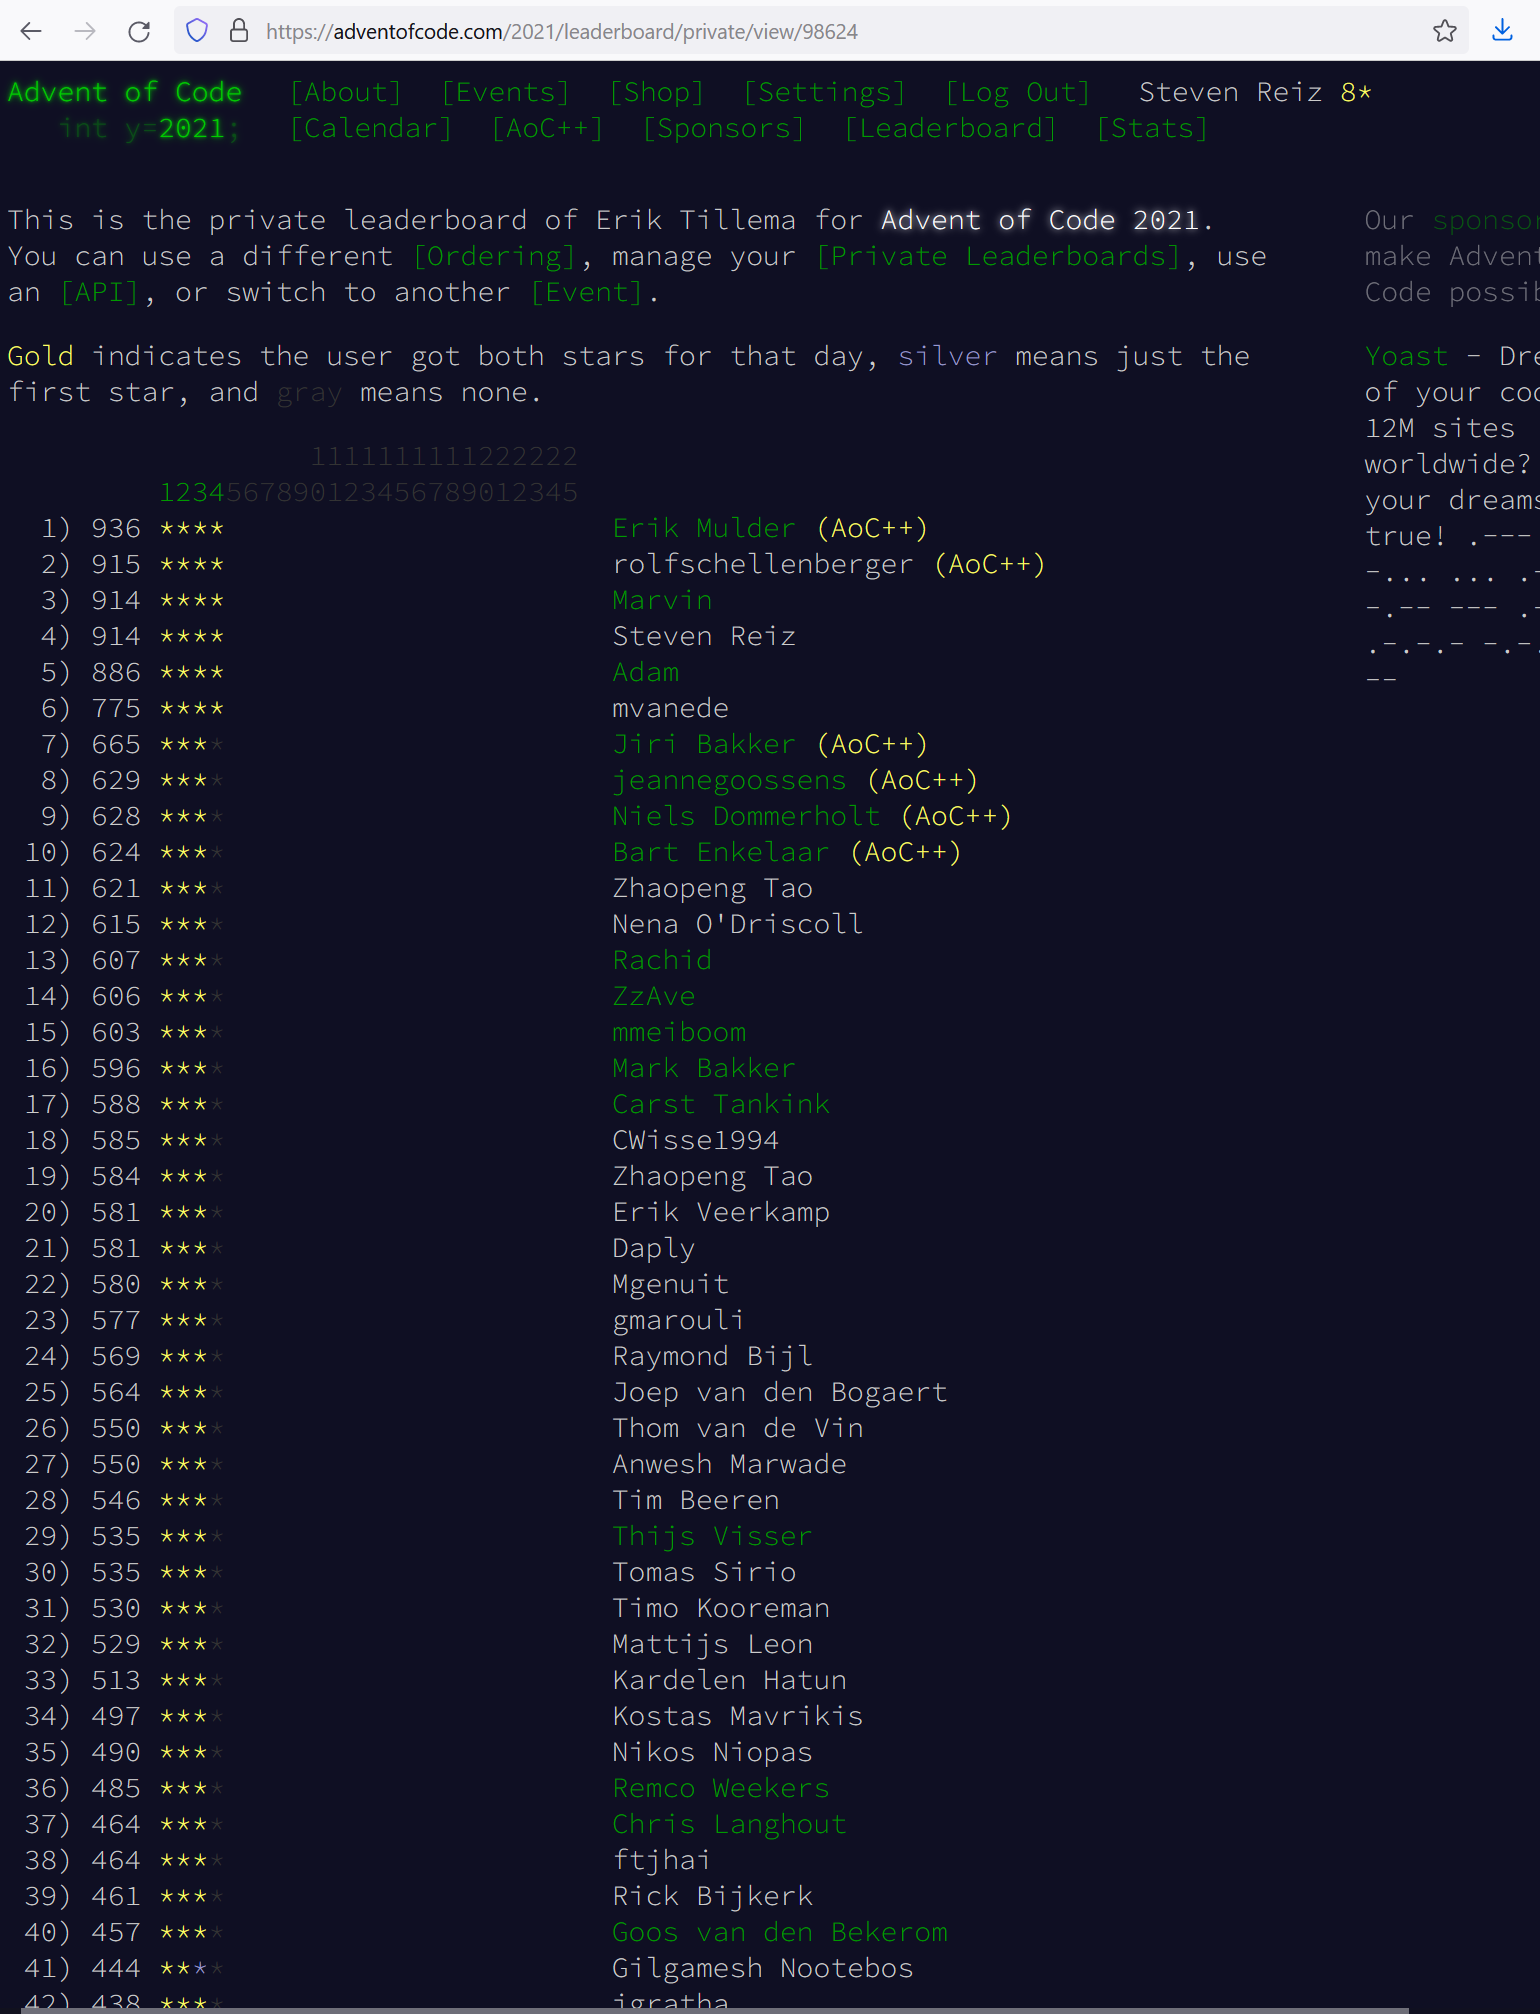 https://adventofcode.com/2021/leaderboard/private/view/98624
Advent of Code [About] [Events] [Shop] [Settings] [Log Out] Steven Reiz 8*
int y=2021; [Calendar] [AoC++] [Sponsors] [Leaderboard] [Stats]
This is the private leaderboard of Erik Tillema for Advent of Code 2021.
You can use a different [Ordering], manage your [Private Leaderboards], use
an [API], or switch to another [Event].
Gold indicates the user got both stars for that day, silver means just the
first star, and gray means none.
1111111111222222
1234567890123456789012345
1) 936 **** Erik Mulder (AoC++)
2) 915 **** rolfschellenberger (AoC++)
3) 914 **** Marvin
4) 914 **** Steven Reiz
5) 886 **** Adam
6) 775 **** mvanede
7) 665 **** Jiri Bakker (AoC++)
8) 629 **** jeannegoossens (AoC++)
9) 628 **** Niels Dommerholt (AoC++)
10) 624 **** Bart Enkelaar (AoC++)
11) 621 **** Zhaopeng Tao
12) 615 **** Nena O'Driscoll
13) 607 **** Rachid
14) 606 **** ZzAve
15) 603 **** mmeiboom
16) 596 **** Mark Bakker
17) 588 **** Carst Tankink
18) 585 **** CWisse1994
19) 584 **** Zhaopeng Tao
20) 581 **** Erik Veerkamp
21) 581 **** Daply
22) 580 **** Mgenuit
23) 577 **** gmarouli
24) 569 **** Raymond Bijl
25) 564 **** Joep van den Bogaert
26) 550 **** Thom van de Vin
27) 550 **** Anwesh Marwade
28) 546 **** Tim Beeren
29) 535 **** Thijs Visser
30) 535 **** Tomas Sirio
31) 530 **** Timo Kooreman
32) 529 **** Mattijs Leon
33) 513 **** Kardelen Hatun
34) 497 **** Kostas Mavrikis
35) 490 **** Nikos Niopas
36) 485 **** Remco Weekers
37) 464 **** Chris Langhout
38) 464 **** ftjhai
39) 461 **** Rick Bijkerk
40) 457 **** Goos van den Bekerom
41) 444 **** Gilgamesh Nootebos
42) 438 **** igratha
Our
make
Code
Yoast - 
of your
12M sites
worldwide?
your dreams
true! .---
-... ...
-.-- ---
.-.-.-
--